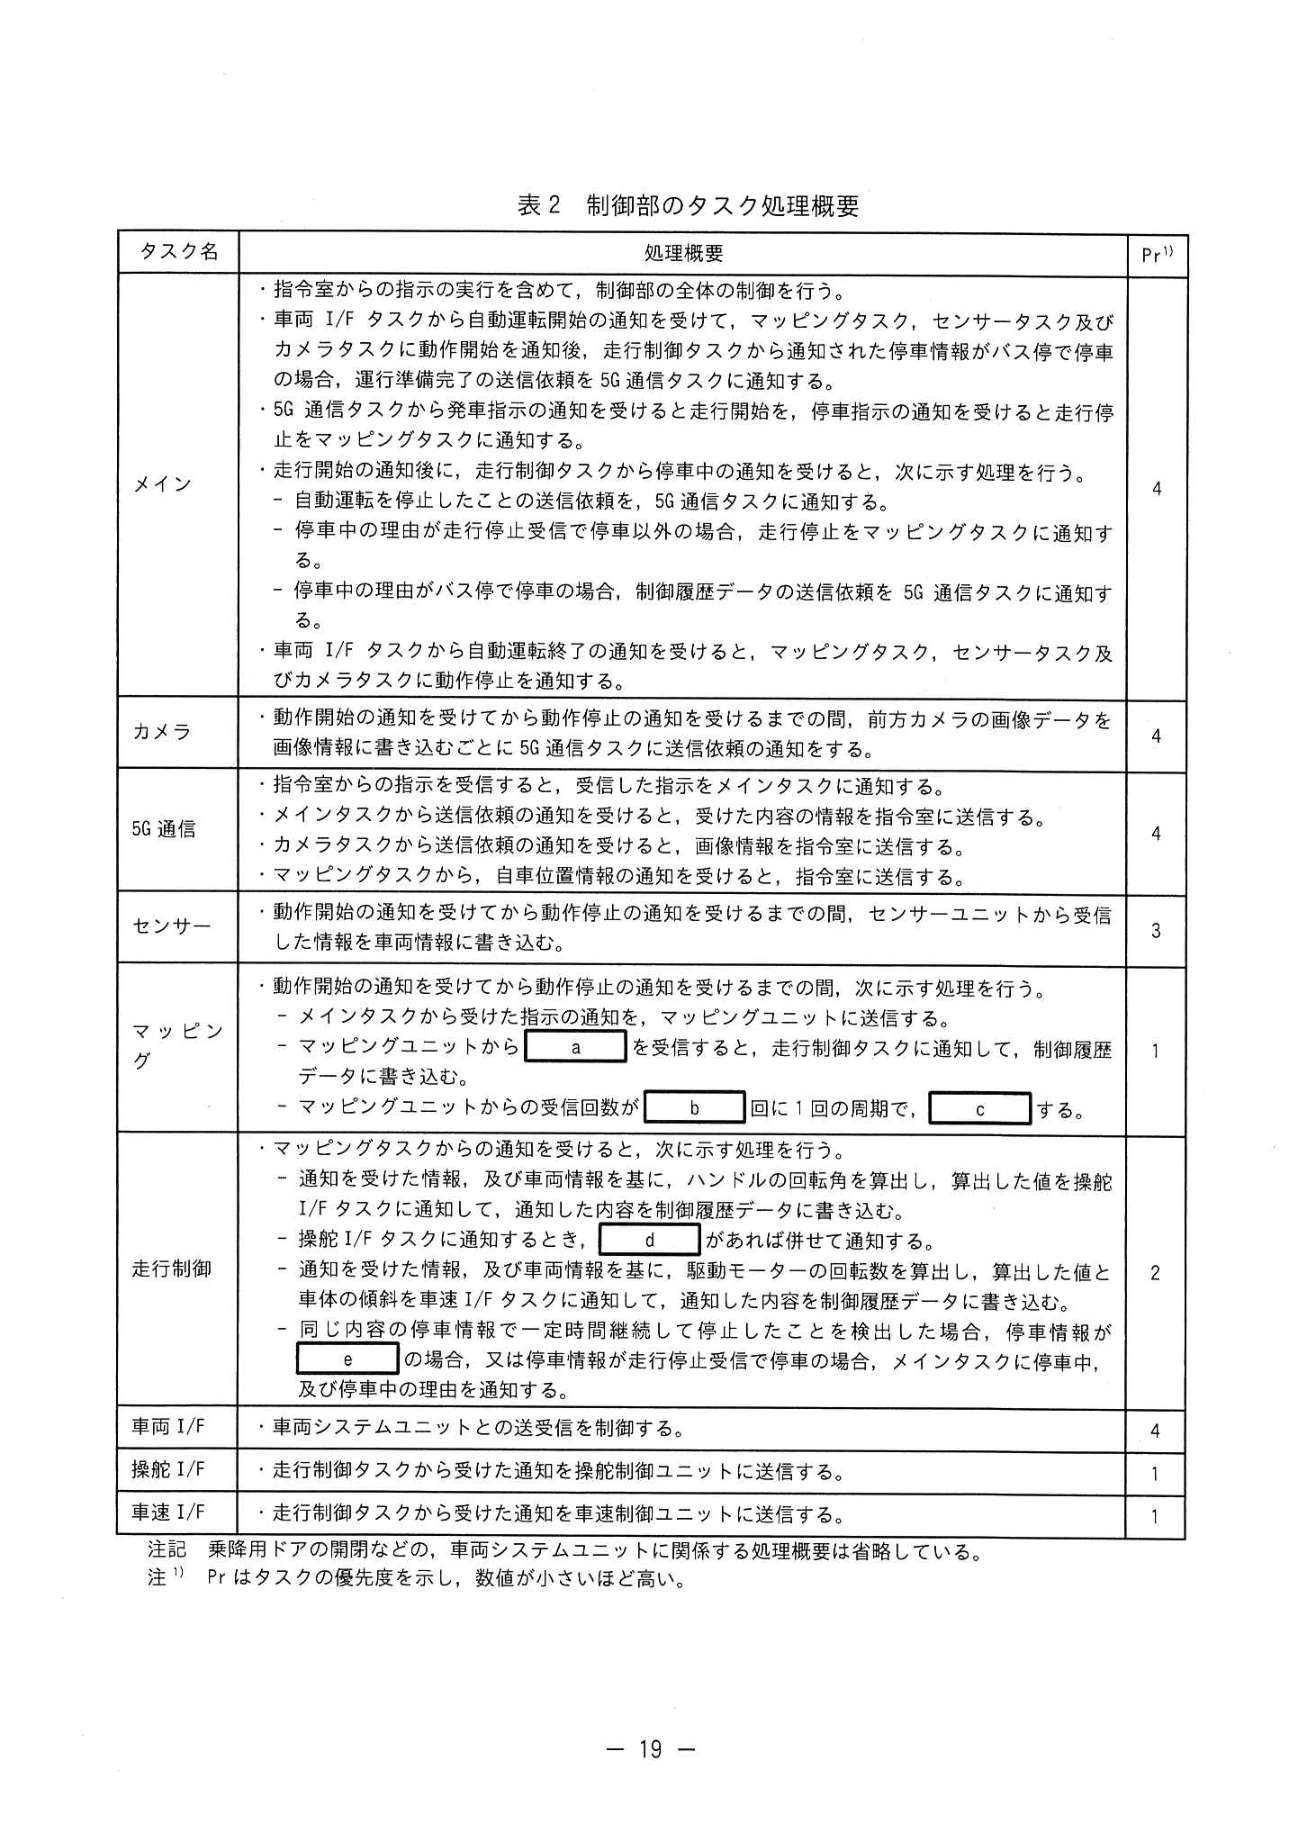 表2 制御部のタスク処理概要
タスク名
処理概要
Pr1)
メイン
・指令室からの指示の実行を含めて，制御部の全体の制御を行う。
・車両 I/F タスクから自動運転開始の通知を受けて，マッピングタスク，センサータスク及び
カメラタスクに動作開始を通知後，走行制御タスクから通知された停車情報がバス停で停車
の場合，運行準備完了の送信依頼を 5G 通信タスクに通知する。
・5G 通信タスクから発車指示の通知を受けると走行開始を，停車指示の通知を受けると走行停
止をマッピングタスクに通知する。
・走行開始の通知後に，走行制御タスクから停車中の通知を受けると，次に示す処理を行う。
- 自動運転を停止したことの送信依頼を，5G 通信タスクに通知する。
- 停車中の理由が走行停止受信で停車以外の場合，走行停止をマッピングタスクに通知す
る。
- 停車中の理由がバス停で停車の場合，制御履歴データの送信依頼を 5G 通信タスクに通知す
る。
・車両 I/F タスクから自動運転終了の通知を受けると，マッピングタスク，センサータスク及
びカメラタスクに動作停止を通知する。
4
カメラ
・動作開始の通知を受けてから動作停止の通知を受けるまでの間，前方カメラの画像データを
画像情報に書き込むごとに 5G 通信タスクに送信依頼の通知をする。
4
5G 通信
・指令室からの指示を受信すると，受信した指示をメインタスクに通知する。
・メインタスクから送信依頼の通知を受けると，受けた内容の情報を指令室に送信する。
・カメラタスクから送信依頼の通知を受けると，画像情報を指令室に送信する。
・マッピングタスクから，自車位置情報の通知を受けると，指令室に送信する。
4
センサー
・動作開始の通知を受けてから動作停止の通知を受けるまでの間，センサーユニットから受信
した情報を車両情報に書き込む。
3
マッピン
グ
・動作開始の通知を受けてから動作停止の通知を受けるまでの間，次に示す処理を行う。
- メインタスクから受けた指示の通知を，マッピングユニットに送信する。
- マッピングユニットから a を受信すると，走行制御タスクに通知して，制御履歴
データに書き込む。
- マッピングユニットからの受信回数が b 回に 1 回の周期で， c する。
1
走行制御
・マッピングタスクからの通知を受けると，次に示す処理を行う。
- 通知を受けた情報，及び車両情報を基に，ハンドルの回転角を算出し，算出した値を操舵
I/F タスクに通知して，通知した内容を制御履歴データに書き込む。
- 操舵 I/F タスクに通知するとき， d があれば併せて通知する。
- 通知を受けた情報，及び車両情報を基に，駆動モーターの回転数を算出し，算出した値と
車体の傾斜を車速 I/F タスクに通知して，通知した内容を制御履歴データに書き込む。
- 同じ内容の停車情報で一定時間継続して停止したことを検出した場合，停車情報が
e の場合，又は停車情報が走行停止受信で停車の場合，メインタスクに停車中，
及び停車中の理由を通知する。
2
車両 I/F
・車両システムユニットとの送受信を制御する。
4
操舵 I/F
・走行制御タスクから受けた通知を操舵制御ユニットに送信する。
1
車速 I/F
・走行制御タスクから受けた通知を車速制御ユニットに送信する。
1
注記 乗降用ドアの開閉などの，車両システムユニットに関係する処理概要は省略している。
注1) Pr はタスクの優先度を示し，数値が小さいほど高い。
― 19 ―